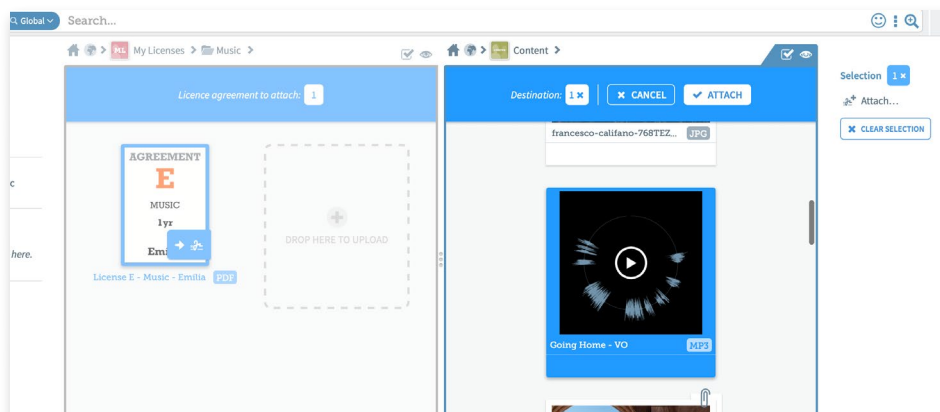 Global
Search...
ML
My Licenses > Music >
Content >
Licence agreement to attach: 1
Destination: 1 ×
× CANCEL
✔ ATTACH
Selection 1 ×
Attach...
× CLEAR SELECTION
francesco-califano-768TEZ...
JPG
AGREEMENT
E
MUSIC
1yr
Emi
License E - Music - Emilia
PDF
+
DROP HERE TO UPLOAD
c
here.
Going Home - VO
MP3